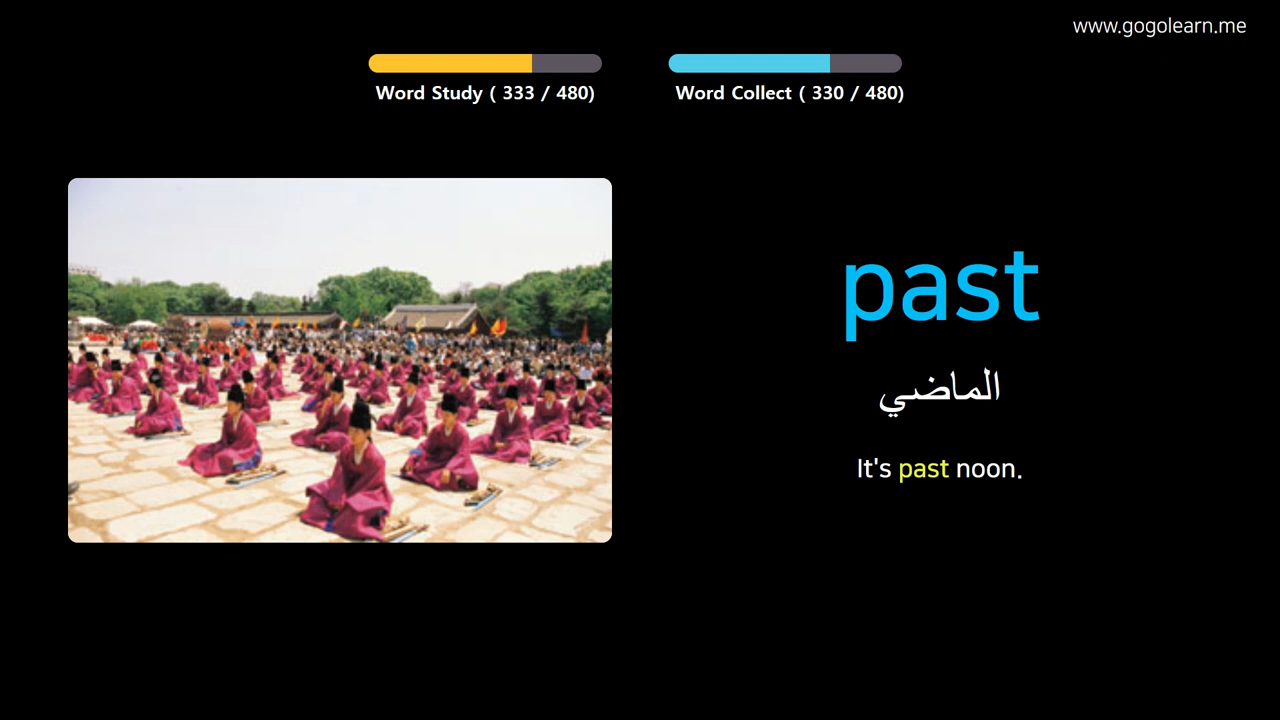 www.gogolearn.me
Word Study ( 333 / 480)
Word Collect ( 330 / 480)
past
الماضي
It's past noon.